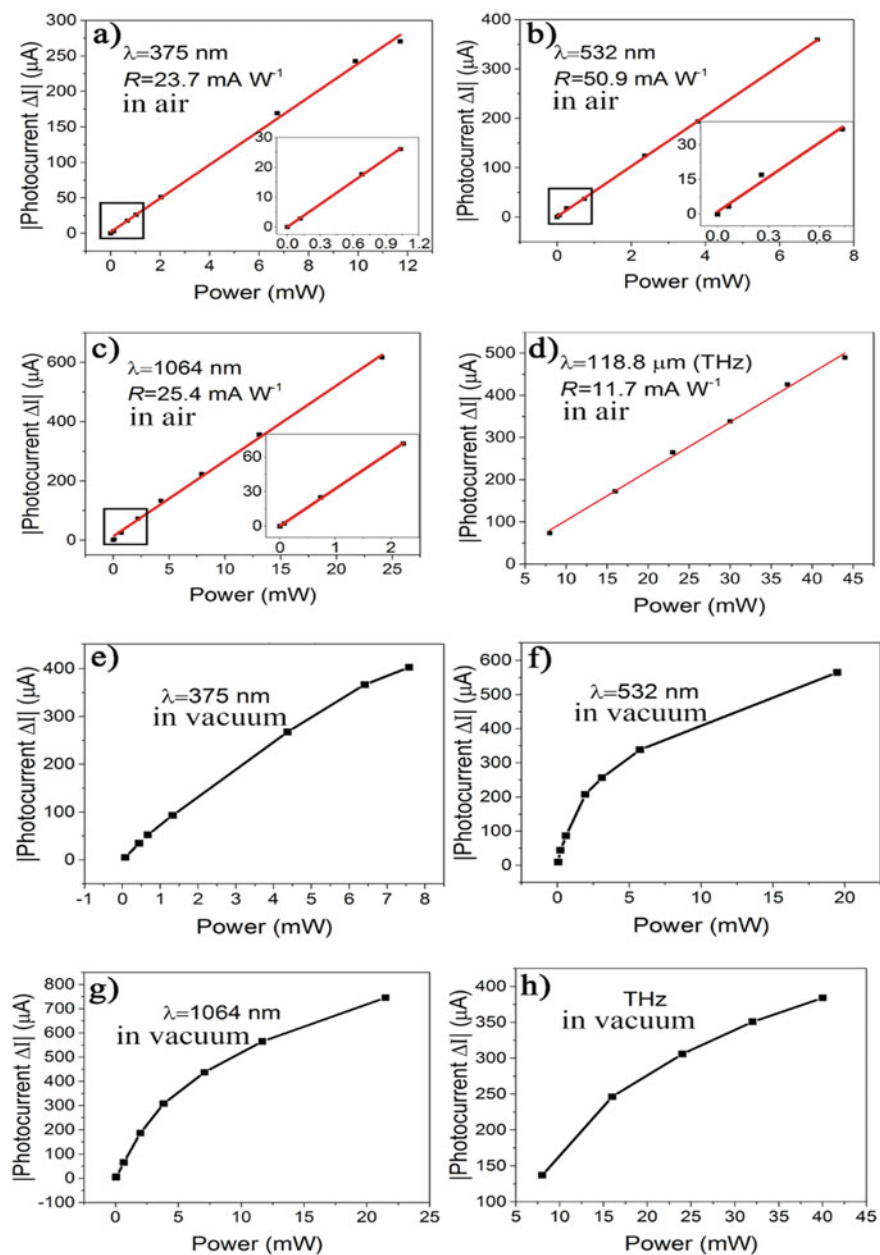 a)
λ=375 nm
R=23.7 mA W⁻¹
in air
|Photocurrent ΔI| (μA)
300
250
200
150
100
50
0
30
20
10
0
0.0 0.3 0.6 0.9 1.2
0 2 4 6 8 10 12
Power (mW)
b)
λ=532 nm
R=50.9 mA W⁻¹
in air
|Photocurrent ΔI| (μA)
400
300
200
100
0
30
15
0
0.0 0.3 0.6
0 2 4 6 8
Power (mW)
c)
λ=1064 nm
R=25.4 mA W⁻¹
in air
|Photocurrent ΔI| (μA)
600
400
200
0
60
30
0
0 1 2
0 5 10 15 20 25
Power (mW)
d)
λ=118.8 μm (THz)
R=11.7 mA W⁻¹
in air
|Photocurrent ΔI| (μA)
500
400
300
200
100
0
5 10 15 20 25 30 35 40 45
Power (mW)
e)
λ=375 nm
in vacuum
|Photocurrent ΔI| (μA)
400
300
200
100
0
-1 0 1 2 3 4 5 6 7 8
Power (mW)
f)
λ=532 nm
in vacuum
|Photocurrent ΔI| (μA)
600
500
400
300
200
100
0
0 5 10 15 20
Power (mW)
g)
λ=1064 nm
in vacuum
|Photocurrent ΔI| (μA)
800
700
600
500
400
300
200
100
0
-100
0 5 10 15 20 25
Power (mW)
h)
THz
in vacuum
|Photocurrent ΔI| (μA)
400
350
300
250
200
150
100
5 10 15 20 25 30 35 40 45
Power (mW)